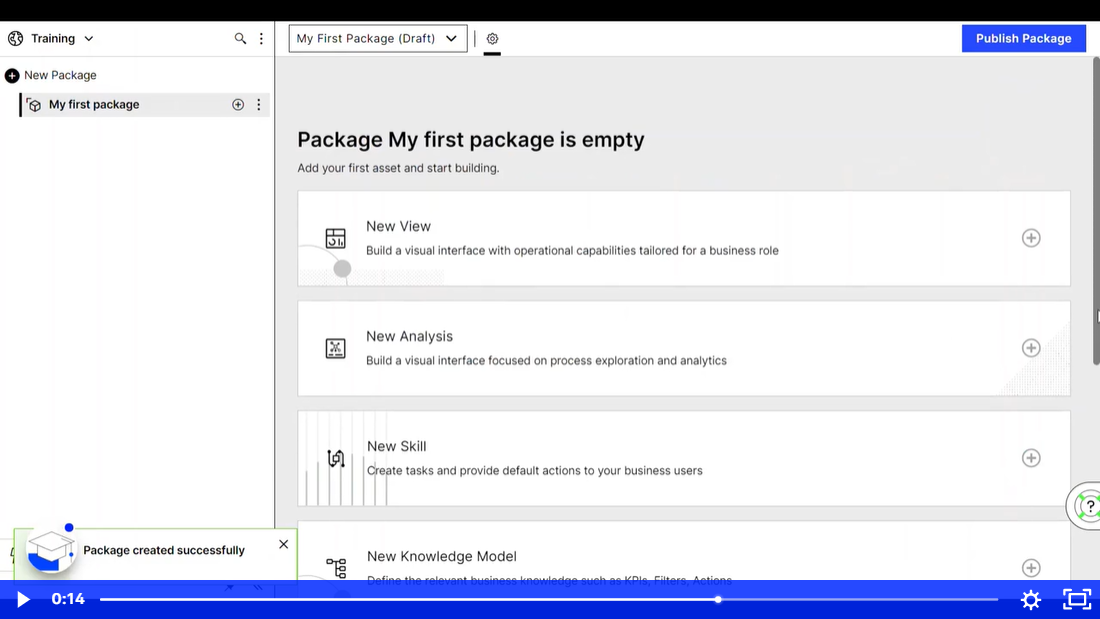 Training
My First Package (Draft)
Publish Package
New Package
My first package
Package My first package is empty
Add your first asset and start building.
New View
Build a visual interface with operational capabilities tailored for a business role
New Analysis
Build a visual interface focused on process exploration and analytics
New Skill
Create tasks and provide default actions to your business users
New Knowledge Model
Define the relevant business knowledge such as KPIs, Filters, Actions
Package created successfully
?
0:14